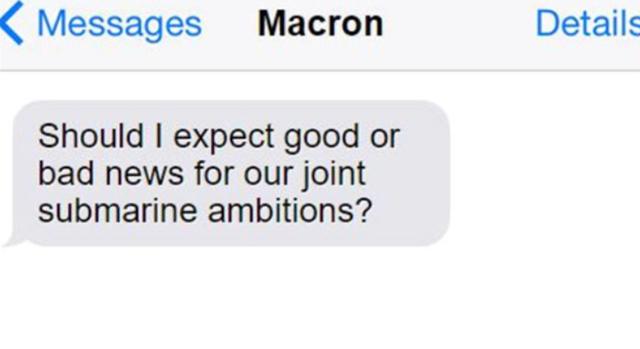 Messages Macron Details
Should I expect good or
bad news for our joint
submarine ambitions?